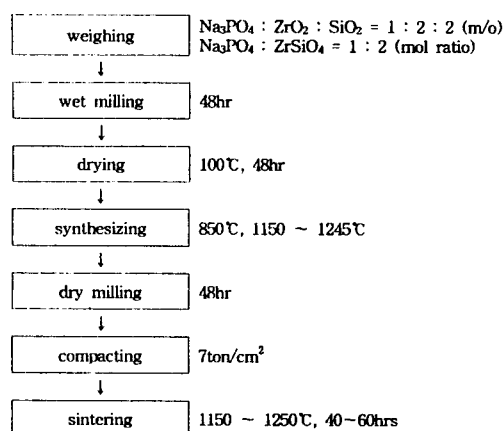 weighing
Na₃PO₄ : ZrO₂ : SiO₂ = 1 : 2 : 2 (m/o)
Na₃PO₄ : ZrSiO₄ = 1 : 2 (mol ratio)
↓
wet milling 48hr
↓
drying 100℃, 48hr
↓
synthesizing 850℃, 1150 ~ 1245℃
↓
dry milling 48hr
↓
compacting 7ton/cm²
↓
sintering 1150 ~ 1250℃, 40~60hrs